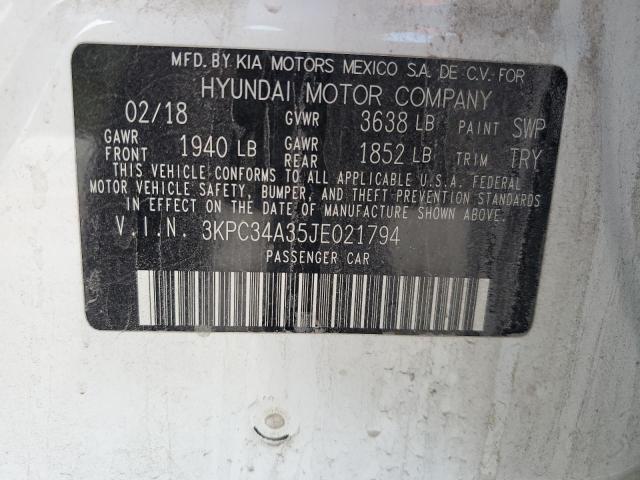 MFD. BY KIA MOTORS MEXICO S.A. DE C.V. FOR
HYUNDAI MOTOR COMPANY
02/18 GVWR 3638 LB PAINT SWP
GAWR FRONT 1940 LB GAWR REAR 1852 LB TRIM TRY
THIS VEHICLE CONFORMS TO ALL APPLICABLE U.S.A. FEDERAL
MOTOR VEHICLE SAFETY, BUMPER, AND THEFT PREVENTION STANDARDS
IN EFFECT ON THE DATE OF MANUFACTURE SHOWN ABOVE.
V.I.N. 3KPC34A35JE021794
PASSENGER CAR